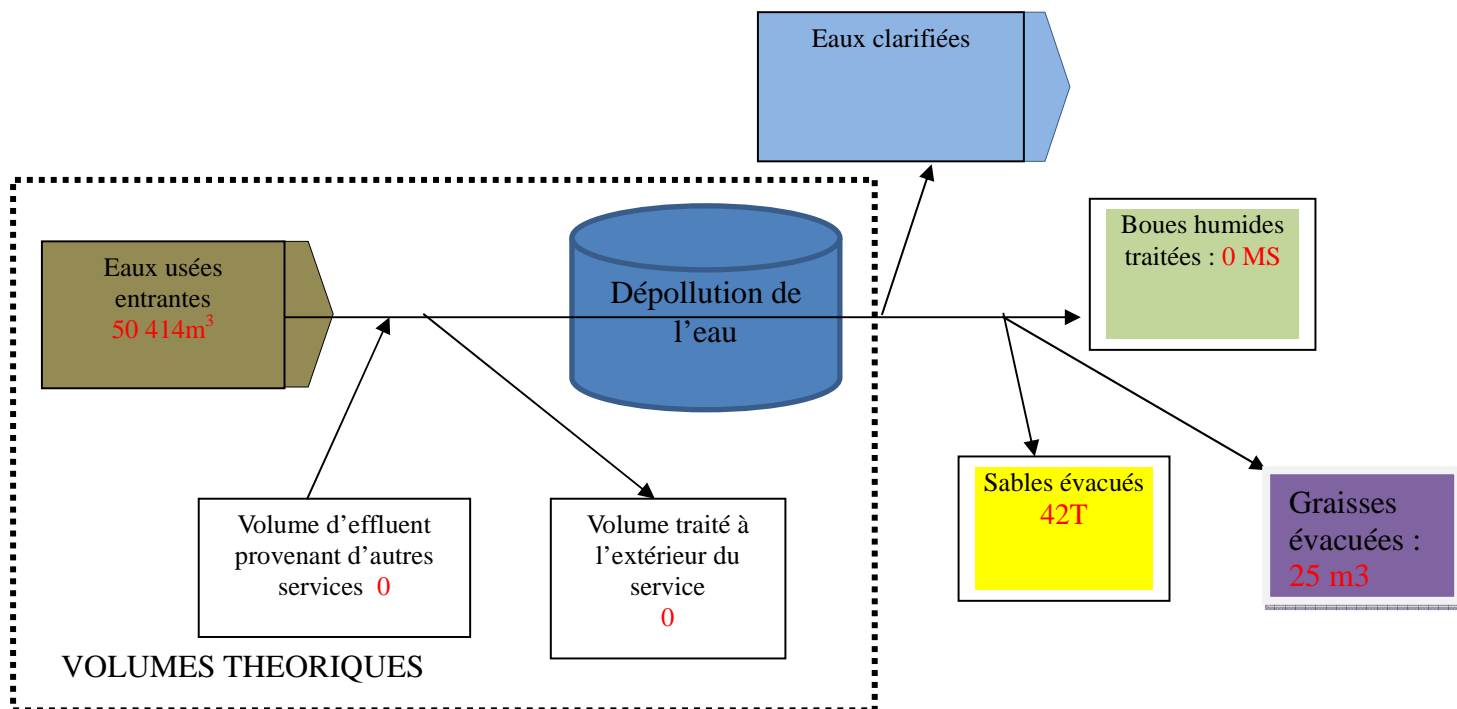 Eaux clarifiées
Boues humides
traitées : 0 MS
Eaux usées
entrantes
50 414m³
Dépollution de
l’eau
Sables évacués
42T
Graisses
évacuées :
25 m3
Volume d’effluent
provenant d’autres
services 0
Volume traité à
l’extérieur du
service
0
VOLUMES THEORIQUES